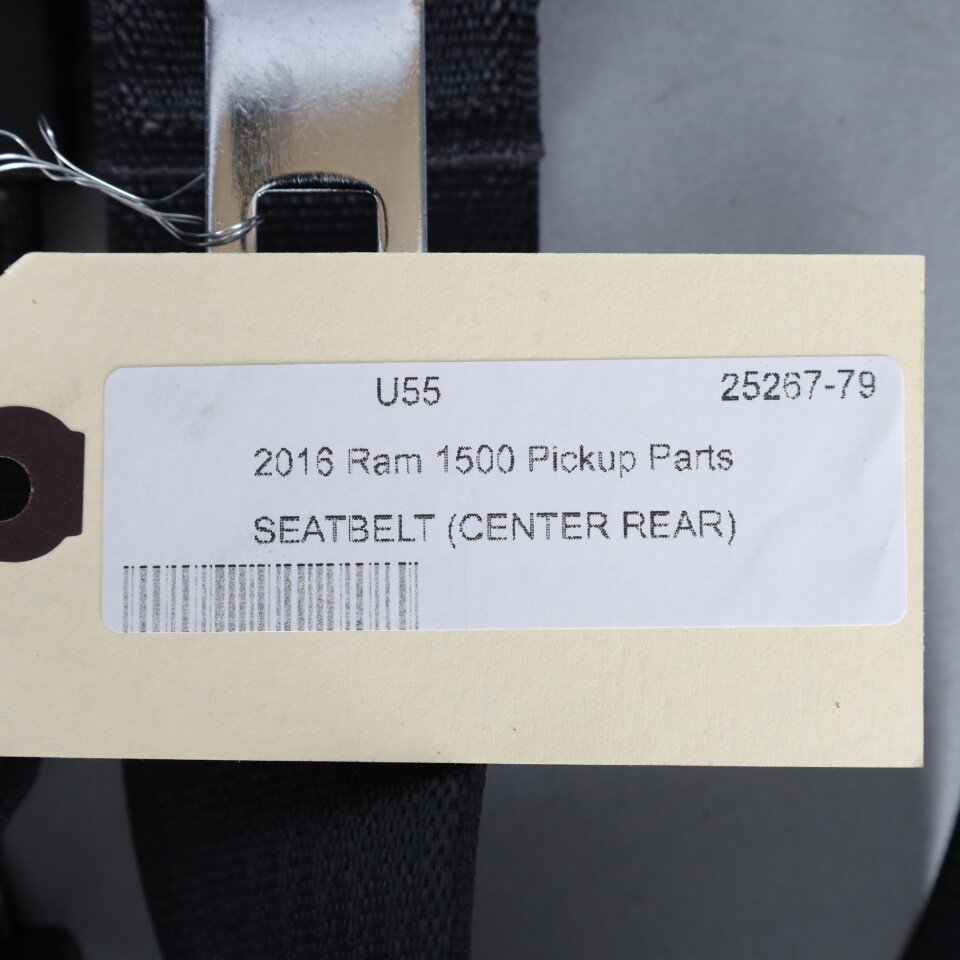 U55 25267-79
2016 Ram 1500 Pickup Parts
SEATBELT (CENTER REAR)